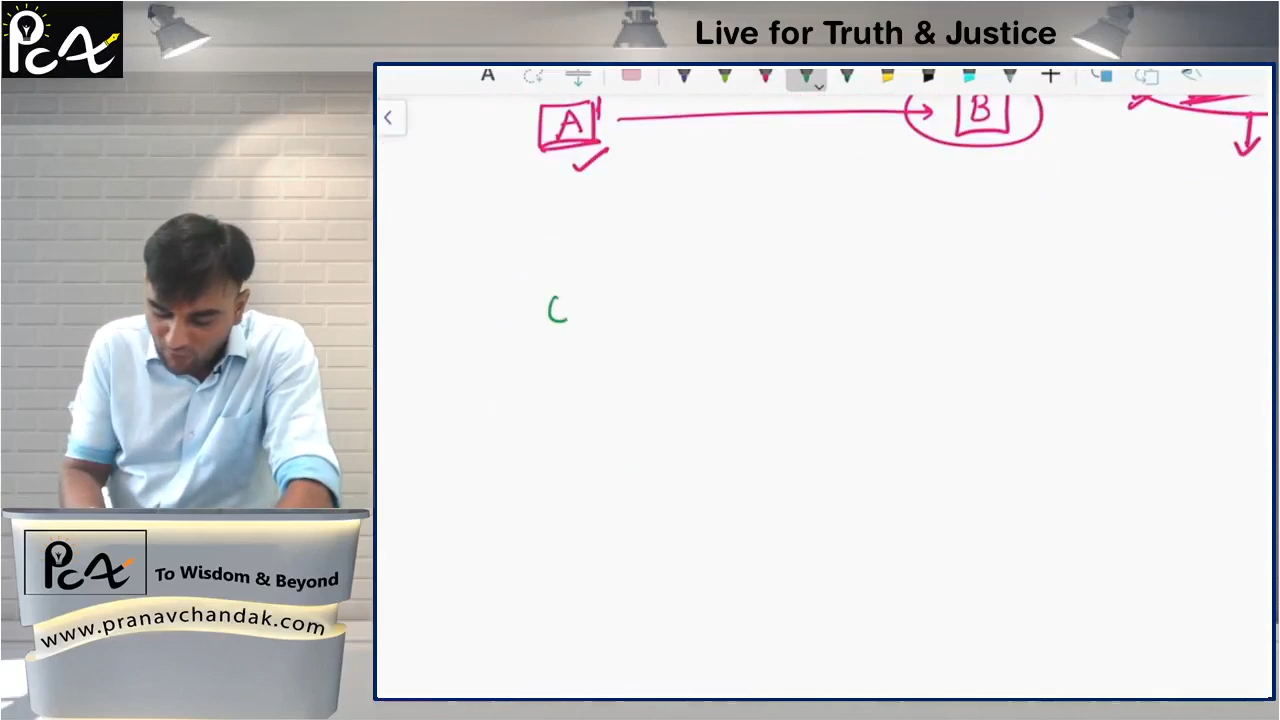 PCA
Live for Truth & Justice
A
A
B
C
PCA
To Wisdom & Beyond
www.pranavchandak.com